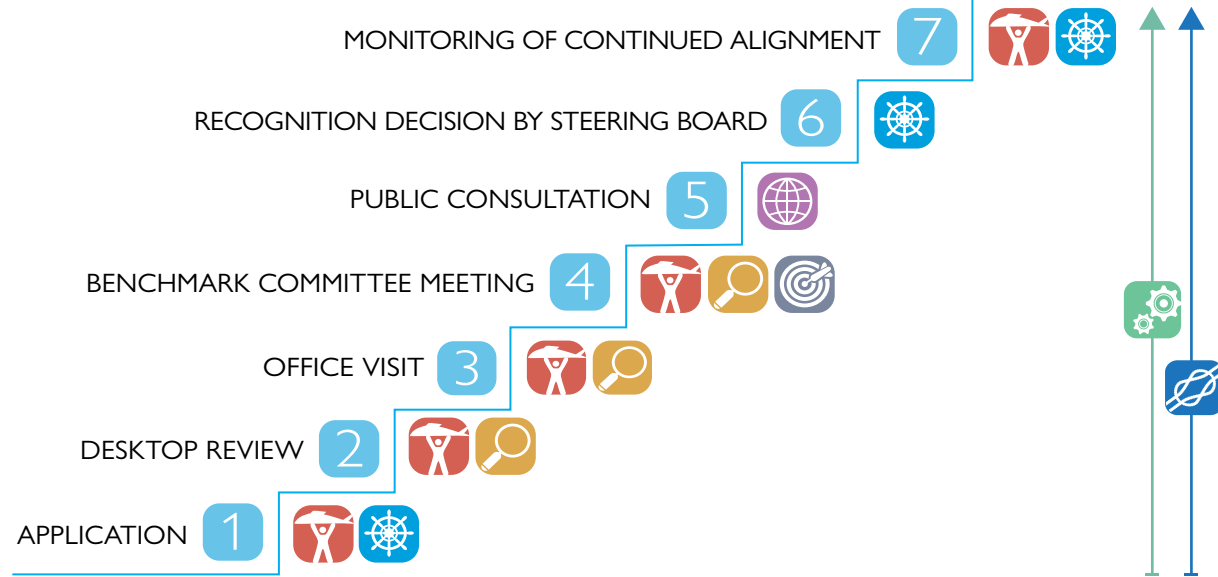 MONITORING OF CONTINUED ALIGNMENT 7
RECOGNITION DECISION BY STEERING BOARD 6
PUBLIC CONSULTATION 5
BENCHMARK COMMITTEE MEETING 4
OFFICE VISIT 3
DESKTOP REVIEW 2
APPLICATION 1